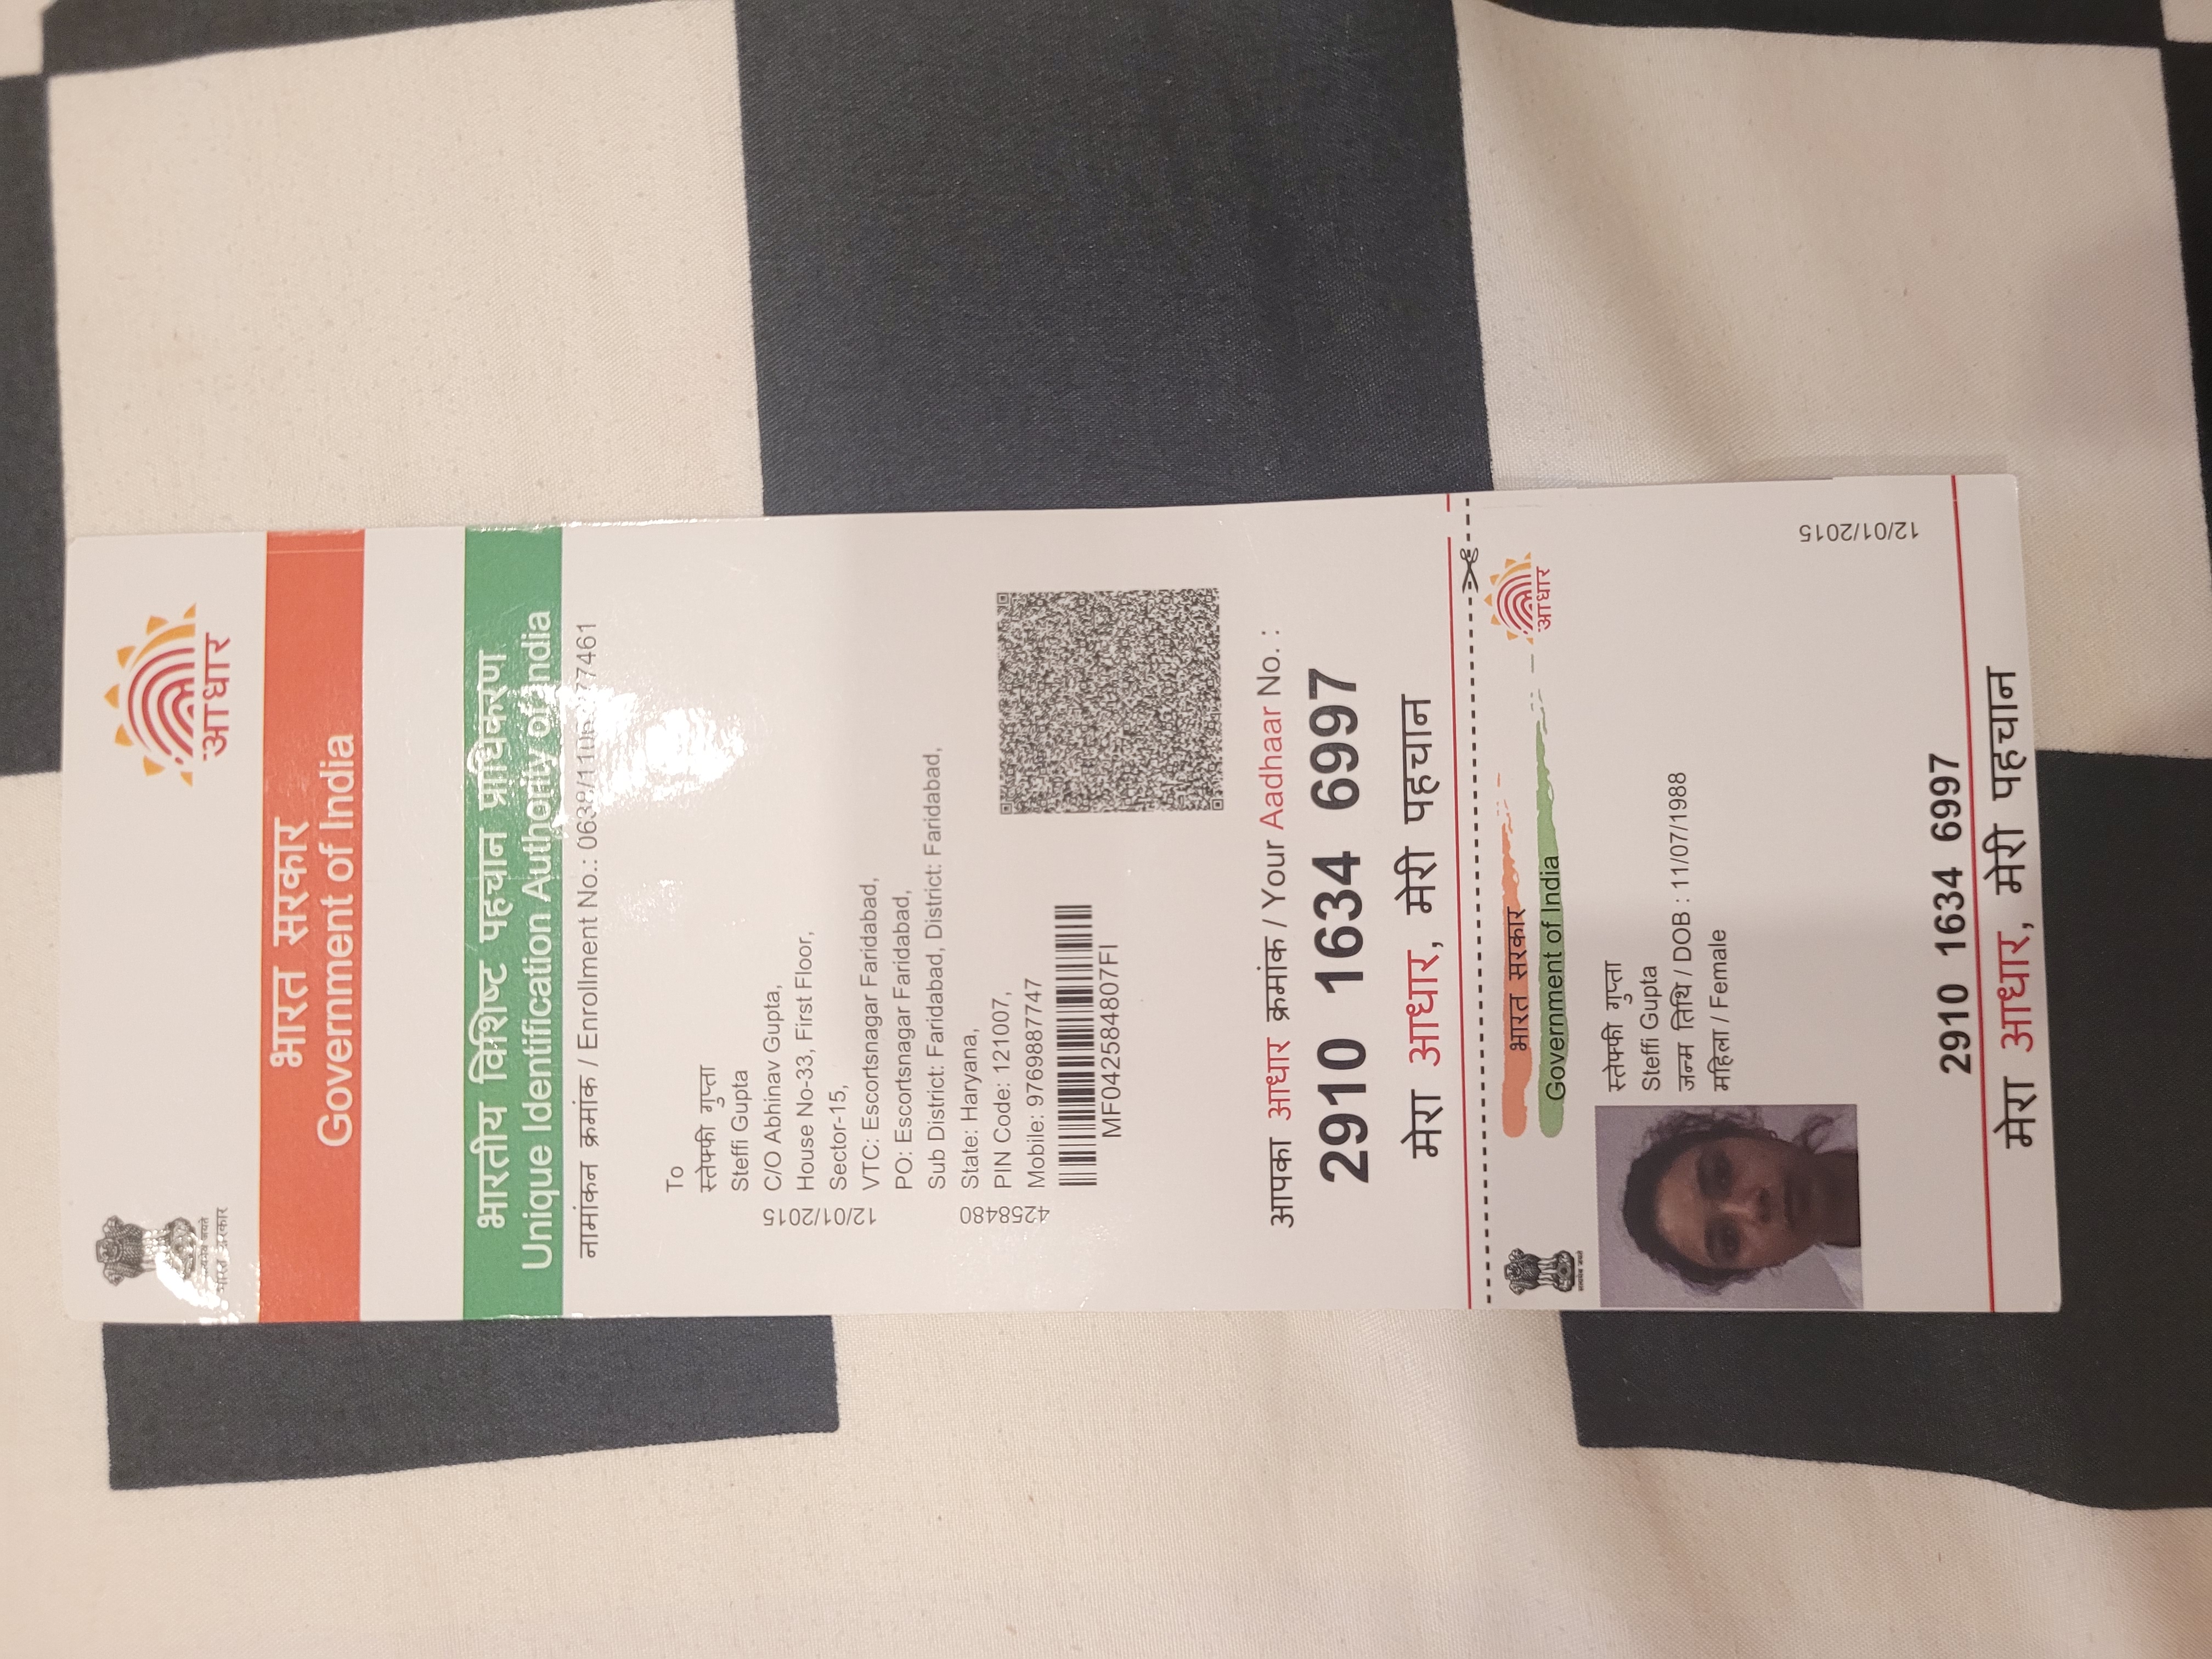 आधार
भारत सरकार
भारत सरकार
Government of India
भारतीय विशिष्ट पहचान प्राधिकरण
Unique Identification Authority of India
नामांकन क्रमांक / Enrollment No.:
To
स्तेफ्फी गुप्ता
Steffi Gupta
C/O Abhinav Gupta,
House No-33, First Floor,
Sector-15,
VTC: Escortsnagar Faridabad,
PO: Escortsnagar Faridabad,
Sub District: Faridabad, District: Faridabad,
State: Haryana,
PIN Code: 121007,
Mobile: 9769887747
12/01/2015
4258480
MF042584807FI
आपका आधार क्रमांक / Your Aadhaar No. :
2910 1634 6997
मेरा आधार, मेरी पहचान
भारत सरकार
Government of India
आधार
स्तेफ्फी गुप्ता
Steffi Gupta
जन्म तिथि / DOB : 11/07/1988
महिला / Female
12/01/2015
2910 1634 6997
मेरा आधार, मेरी पहचान